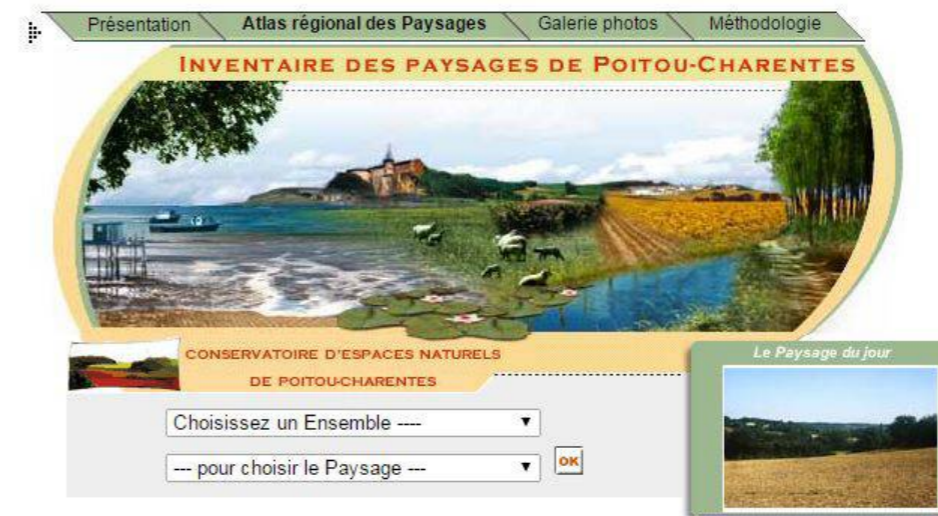 Présentation Atlas régional des Paysages Galerie photos Méthodologie
INVENTAIRE DES PAYSAGES DE POITOU-CHARENTES
CONSERVATOIRE D'ESPACES NATURELS
DE POITOU-CHARENTES
Le Paysage du jour
Choisissez un Ensemble ----
--- pour choisir le Paysage ---
OK